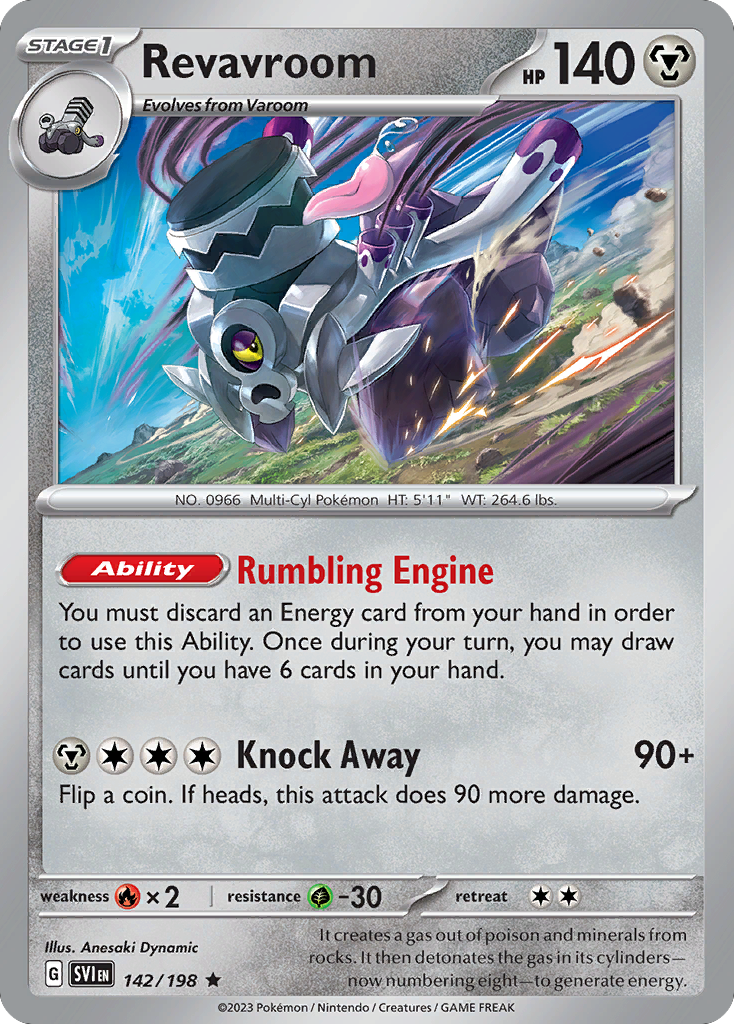 STAGE1
Revavroom
HP 140
Evolves from Varoom
NO. 0966 Multi-Cyl Pokémon HT: 5'11" WT: 264.6 lbs.
Ability Rumbling Engine
You must discard an Energy card from your hand in order
to use this Ability. Once during your turn, you may draw
cards until you have 6 cards in your hand.
Knock Away 90+
Flip a coin. If heads, this attack does 90 more damage.
weakness ×2 resistance -30 retreat
Illus. Anesaki Dynamic
G SVI EN 142/198 ★
It creates a gas out of poison and minerals from
rocks. It then detonates the gas in its cylinders—
now numbering eight—to generate energy.
©2023 Pokémon / Nintendo / Creatures / GAME FREAK